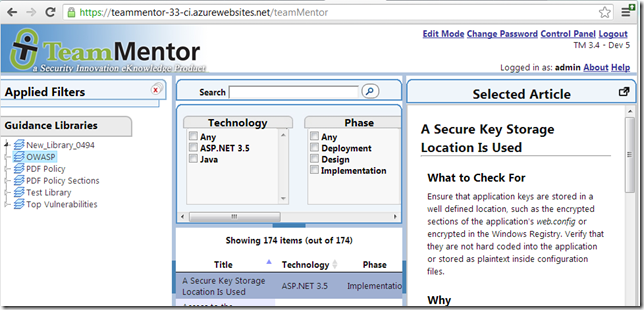 https://teammentor-33-ci.azurewebsites.net/teamMentor
TeamMentor
a Security Innovation eKnowledge Product
Edit Mode Change Password Control Panel Logout
TM 3.4 - Dev 5
Logged in as: admin About Help
Applied Filters
Guidance Libraries
New_Library_0494
OWASP
PDF Policy
PDF Policy Sections
Test Library
Top Vulnerabilities
Search
Technology
Any
ASP.NET 3.5
Java
Phase
Any
Deployment
Design
Implementation
Showing 174 items (out of 174)
Title Technology Phase
A Secure Key Storage ASP.NET 3.5 Implementatio
Location Is Used
Selected Article
A Secure Key Storage
Location Is Used
What to Check For
Ensure that application keys are stored in a
well defined location, such as the encrypted
sections of the application's web.config or
encrypted in the Windows Registry. Verify that
they are not hard coded into the application
or stored as plaintext inside configuration
files.
Why